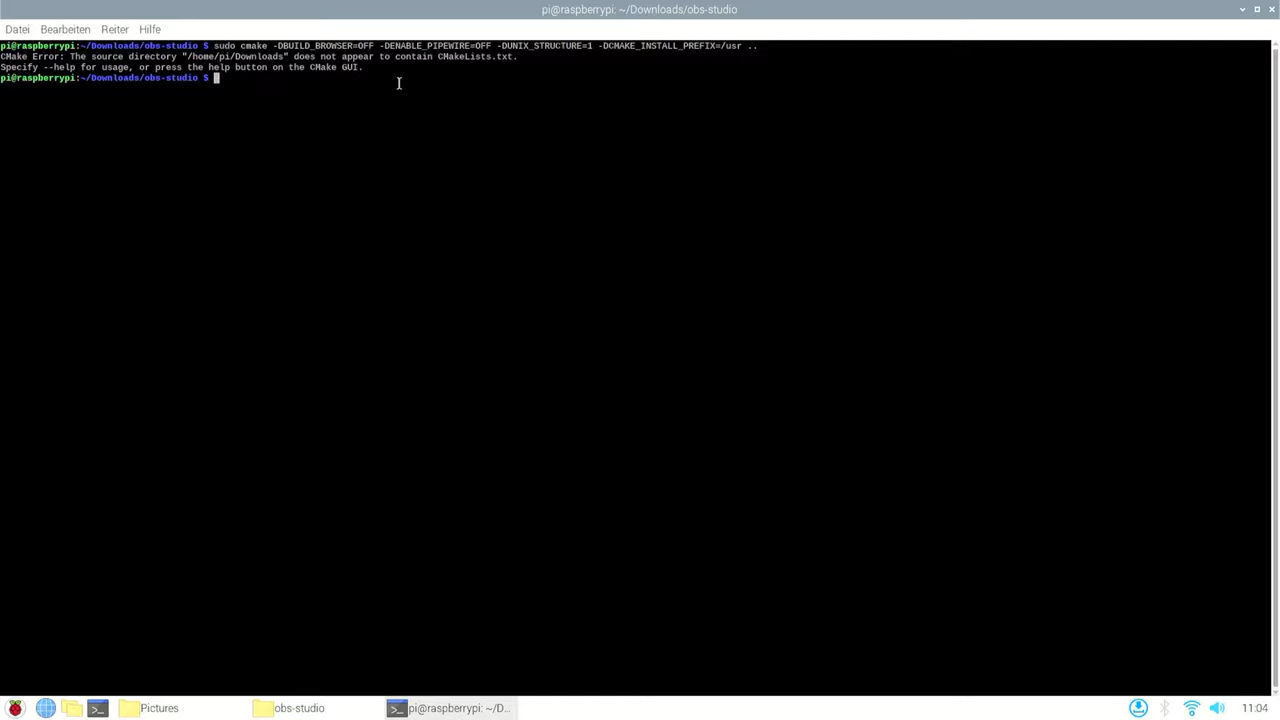 pi@raspberrypi: ~/Downloads/obs-studio
Datei Bearbeiten Reiter Hilfe
pi@raspberrypi:~/Downloads/obs-studio $ sudo cmake -DBUILD_BROWSER=OFF -DENABLE_PIPEWIRE=OFF -DUNIX_STRUCTURE=1 -DCMAKE_INSTALL_PREFIX=/usr ..
CMake Error: The source directory "/home/pi/Downloads" does not appear to contain CMakeLists.txt.
Specify --help for usage, or press the help button on the CMake GUI.
pi@raspberrypi:~/Downloads/obs-studio $
Pictures obs-studio pi@raspberrypi: ~/D... 11:04